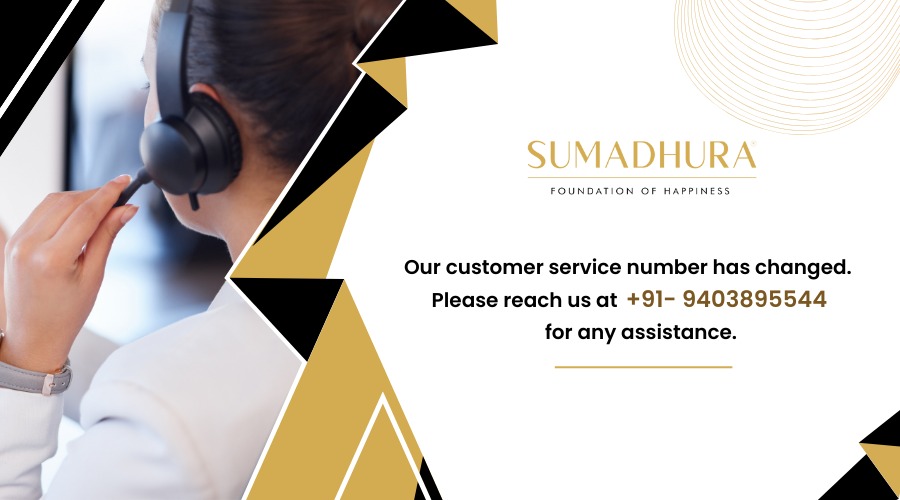 SUMADHURA
FOUNDATION OF HAPPINESS
Our customer service number has changed.
Please reach us at +91- 9403895544
for any assistance.